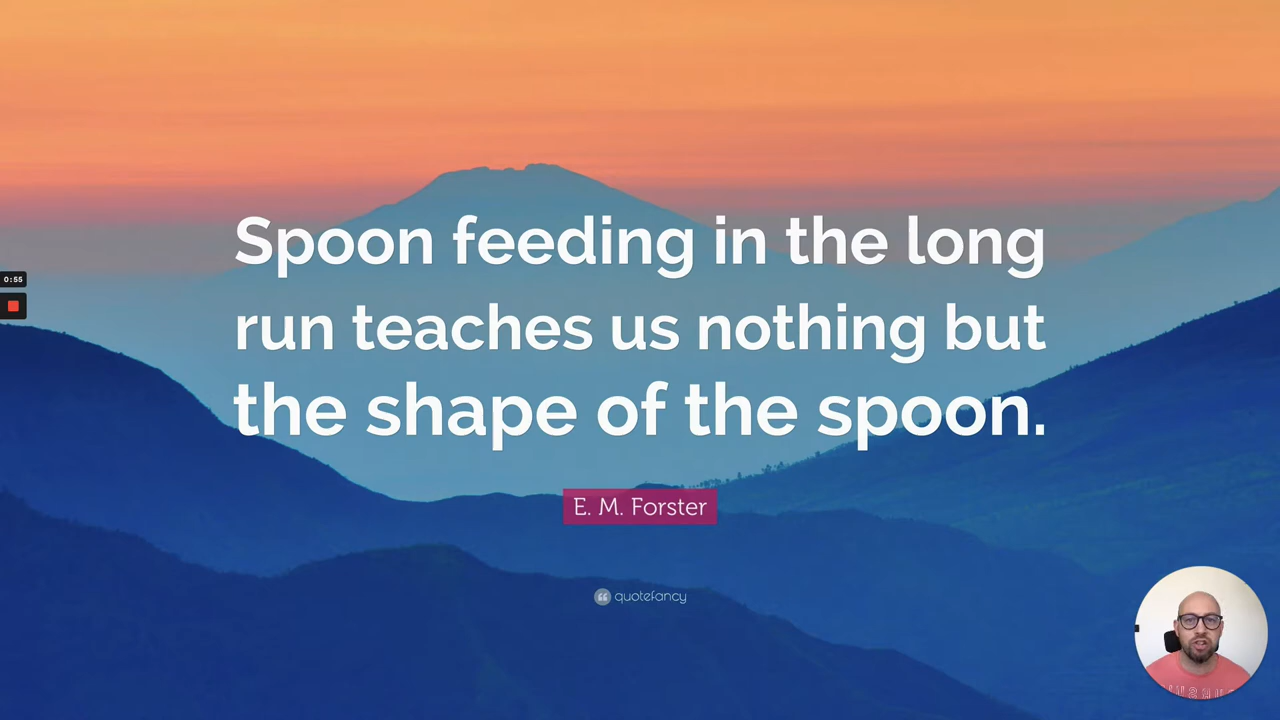 Spoon feeding in the long
0:55
run teaches us nothing but
the shape of the spoon.
E. M. Forster
quotefancy